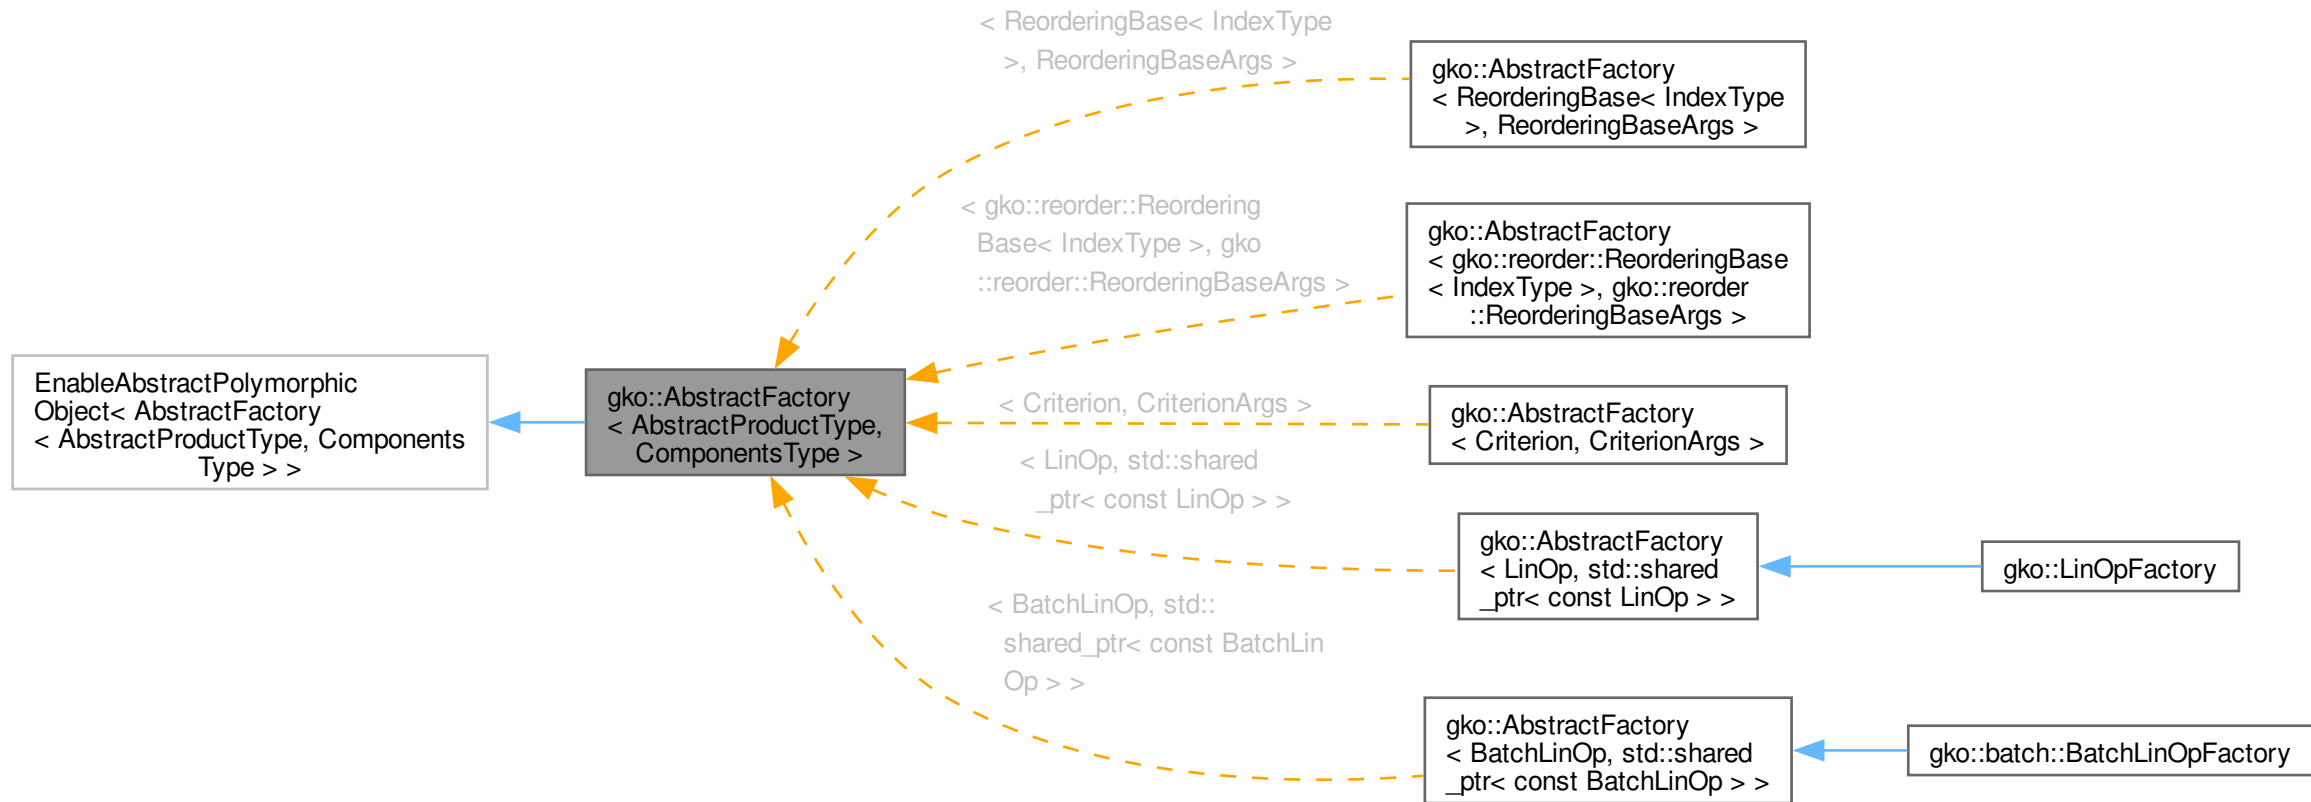 < ReorderingBase< IndexType
>, ReorderingBaseArgs >
gko::AbstractFactory
< ReorderingBase< IndexType
>, ReorderingBaseArgs >
< gko::reorder::Reordering
Base< IndexType >, gko
::reorder::ReorderingBaseArgs >
gko::AbstractFactory
< gko::reorder::ReorderingBase
< IndexType >, gko::reorder
::ReorderingBaseArgs >
EnableAbstractPolymorphic
Object< AbstractFactory
< AbstractProductType, Components
Type > >
gko::AbstractFactory
< AbstractProductType,
ComponentsType >
< Criterion, CriterionArgs >
gko::AbstractFactory
< Criterion, CriterionArgs >
< LinOp, std::shared
_ptr< const LinOp > >
gko::AbstractFactory
< LinOp, std::shared
_ptr< const LinOp > >
gko::LinOpFactory
< BatchLinOp, std::
shared_ptr< const BatchLin
Op > >
gko::AbstractFactory
< BatchLinOp, std::shared
_ptr< const BatchLinOp > >
gko::batch::BatchLinOpFactory